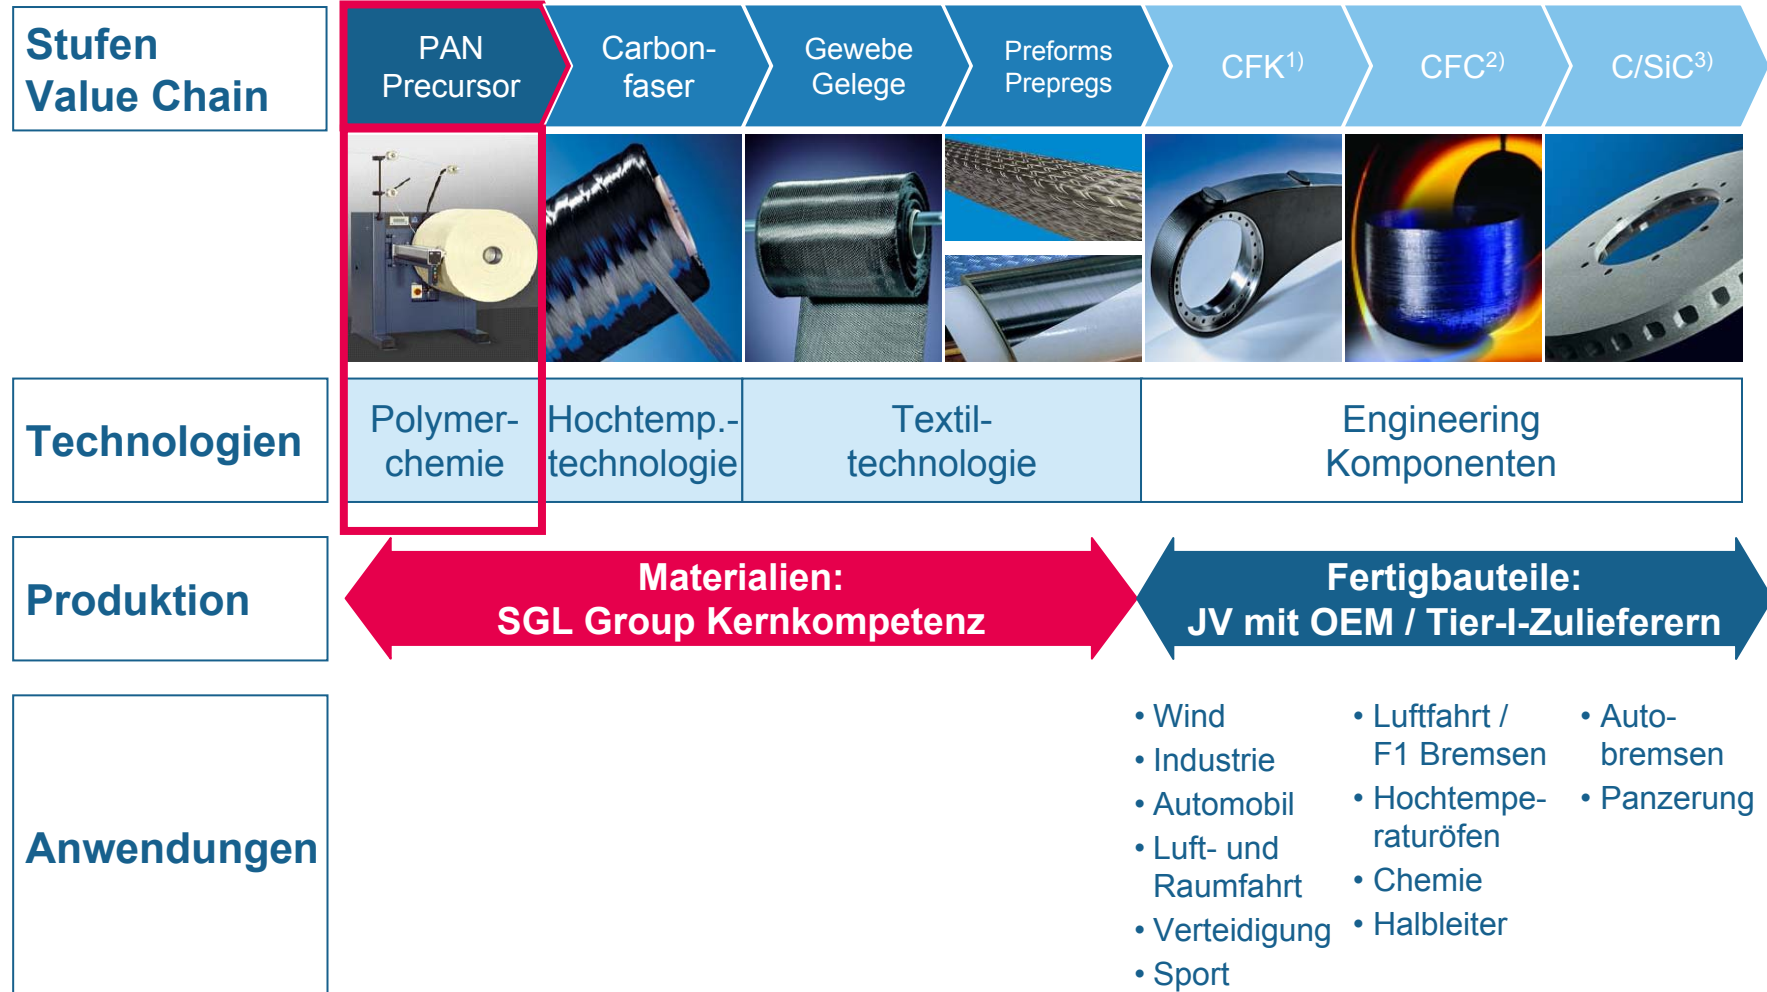 Stufen
Value Chain
PAN
Precursor
Carbon-
faser
Gewebe
Gelege
Preforms
Prepregs
CFK1)
CFC2)
C/SiC3)
Technologien
Polymer-
chemie
Hochtemp.-
technologie
Textil-
technologie
Engineering
Komponenten
Produktion
Materialien:
SGL Group Kernkompetenz
Fertigbauteile:
JV mit OEM / Tier-I-Zulieferern
Anwendungen
• Wind
• Industrie
• Automobil
• Luft- und
Raumfahrt
• Verteidigung
• Sport
• Luftfahrt /
F1 Bremsen
• Hochtempe-
raturöfen
• Chemie
• Halbleiter
• Auto-
bremsen
• Panzerung